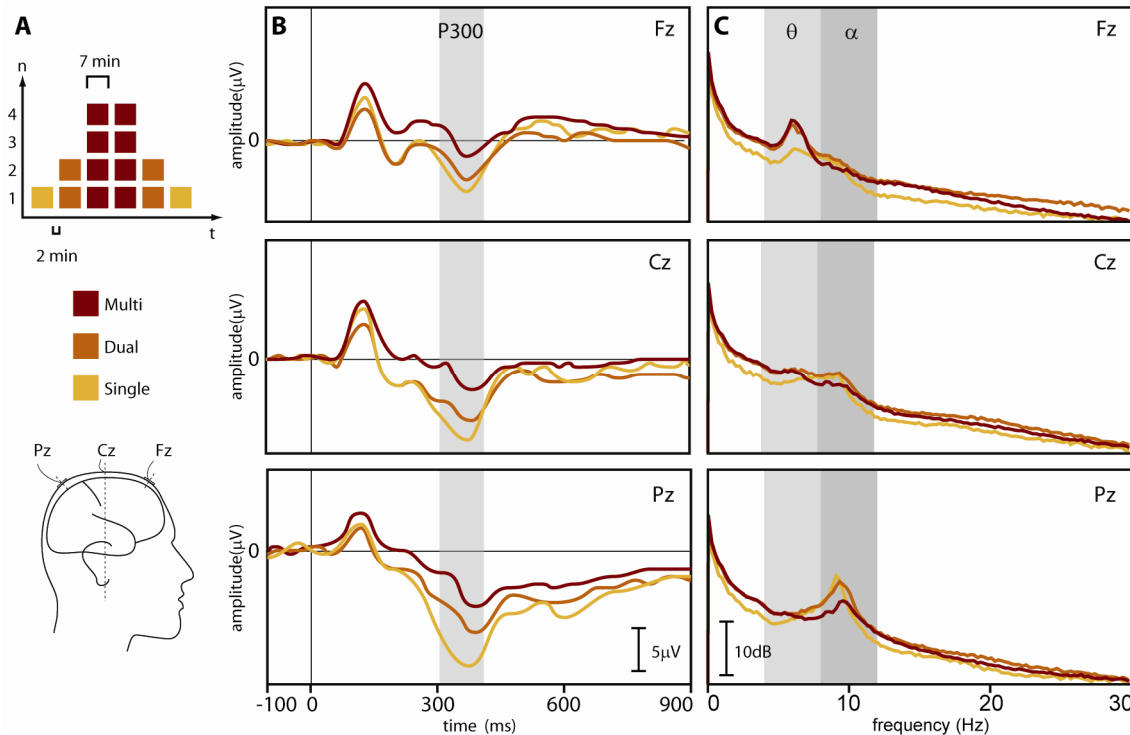 A
n
7 min
4
3
2
1
t
2 min
Multi
Dual
Single
Pz
Cz
Fz
B
P300
Fz
amplitude(μV)
0
Cz
amplitude(μV)
0
Pz
amplitude(μV)
0
5μV
-100
0
300
600
900
time (ms)
C
θ
α
Fz
Cz
Pz
10dB
0
10
20
30
frequency (Hz)